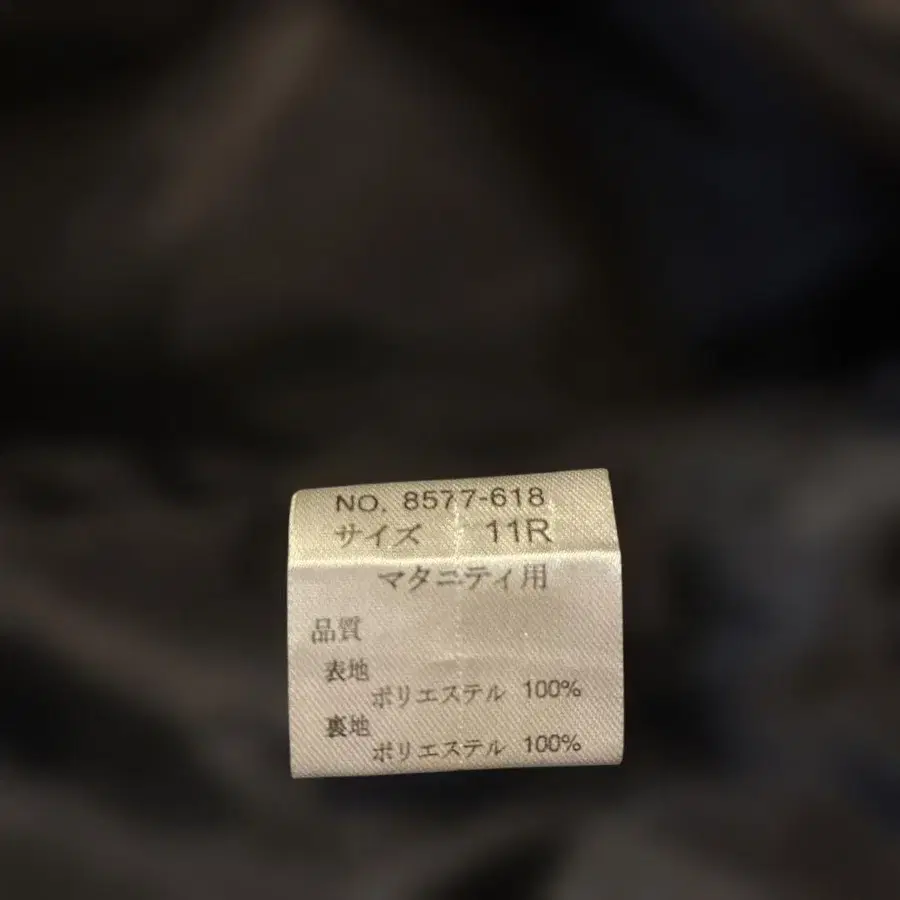 NO. 8577-618
サイズ 11R
マタニティ用
品質
表地
ポリエステル 100%
裏地
ポリエステル 100%